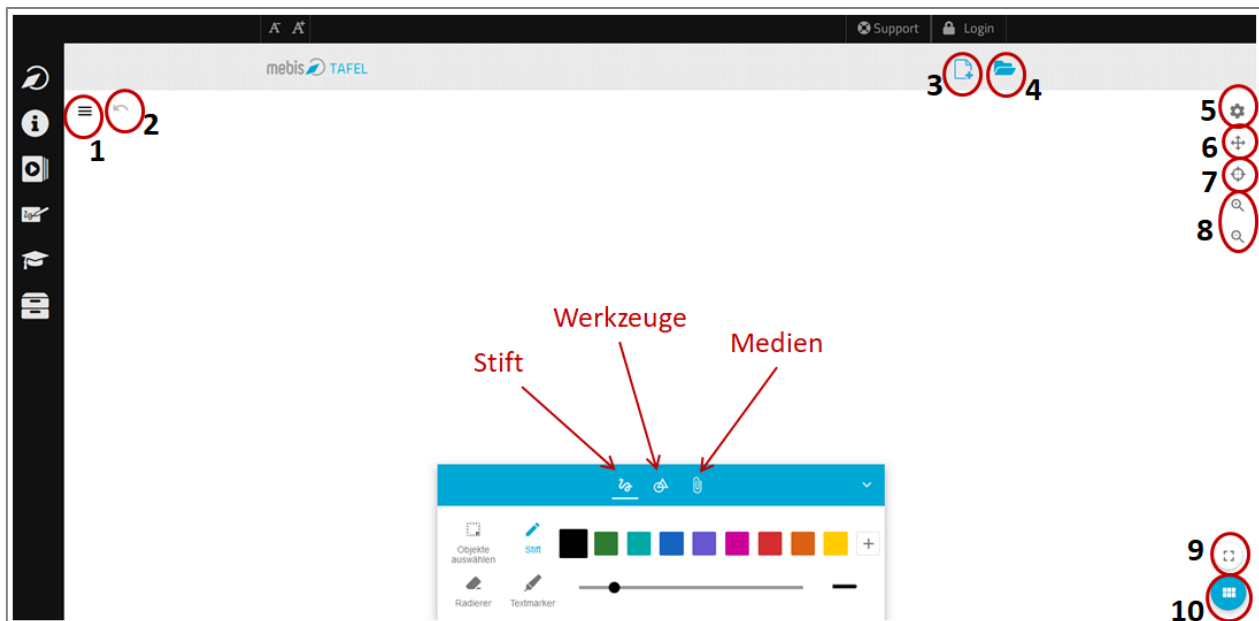 A- A+ Support Login
mebis TAFEL
3 4
1 2
5
6
7
8
Werkzeuge
Medien
Stift
Objekte
auswählen
Stift
Radierer Textmarker
9
10